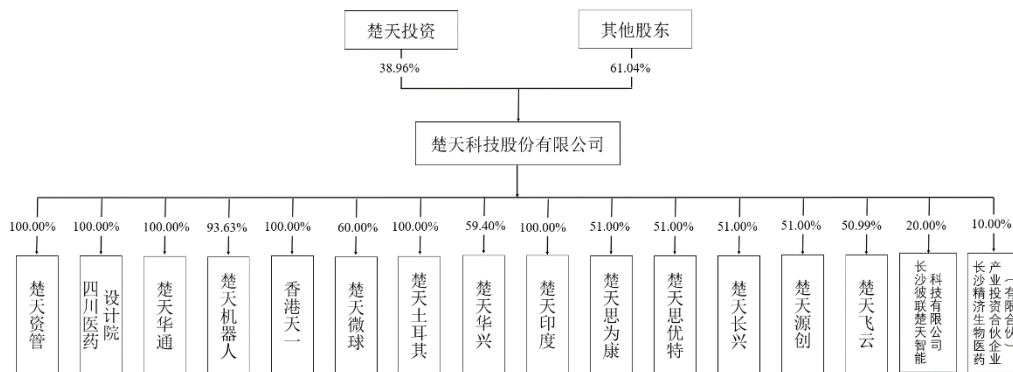 楚天投资
其他股东
38.96%
61.04%
楚天科技股份有限公司
100.00%
100.00%
100.00%
93.63%
100.00%
60.00%
100.00%
59.40%
100.00%
51.00%
51.00%
51.00%
51.00%
50.99%
20.00%
10.00%
楚天资管
四川医药
设计院
楚天华通
楚天机器人
香港天一
楚天微球
楚天土耳其
楚天华兴
楚天印度
楚天思为康
楚天思优特
楚天长兴
楚天源创
楚天飞云
长沙彼联楚天智能
科技有限公司
长沙精济生物医药
产业投资合伙企业
（有限合伙）